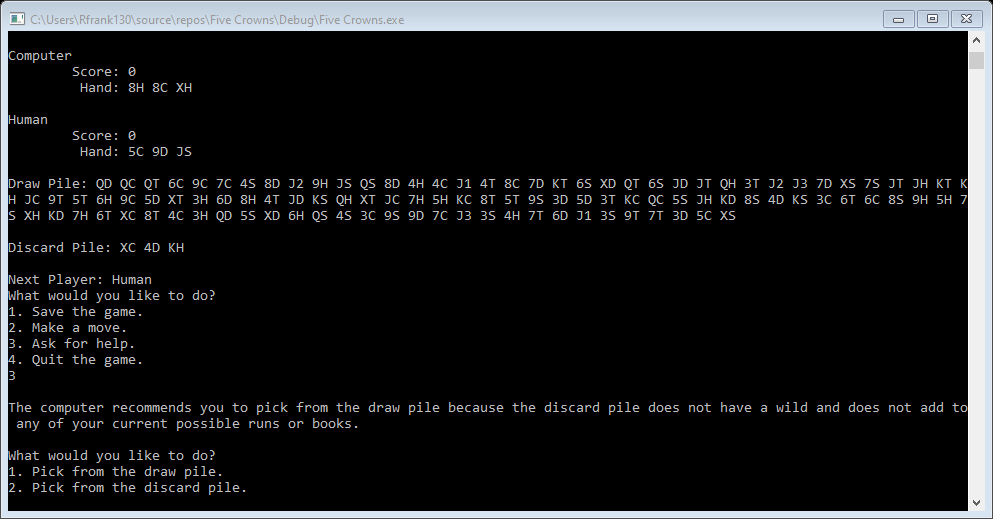 C:\Users\Rfrank130\source\repos\Five Crowns\Debug\Five Crowns.exe
Computer
Score: 0
Hand: 8H 8C XH
Human
Score: 0
Hand: 5C 9D JS
Draw Pile: QD QC QT 6C 9C 7C 4S 8D J2 9H JS QS 8D 4H 4C J1 4T 8C 7D KT 6S XD QT 6S JD JT QH 3T J2 J3 7D XS 7S JT JH KT K
H JC 9T 5T 6H 9C 5D XT 3H 6D 8H 4T JD KS QH XT JC 7H 5H KC 8T 5T 9S 3D 5D 3T KC QC 5S JH KD 8S 4D KS 3C 6T 6C 8S 9H 5H 7
S XH KD 7H 6T XC 8T 4C 3H QD 5S XD 6H QS 4S 3C 9S 9D 7C J3 3S 4H 7T 6D J1 3S 9T 7T 3D 5C XS
Discard Pile: XC 4D KH
Next Player: Human
What would you like to do?
1. Save the game.
2. Make a move.
3. Ask for help.
4. Quit the game.
3
The computer recommends you to pick from the draw pile because the discard pile does not have a wild and does not add to
any of your current possible runs or books.
What would you like to do?
1. Pick from the draw pile.
2. Pick from the discard pile.